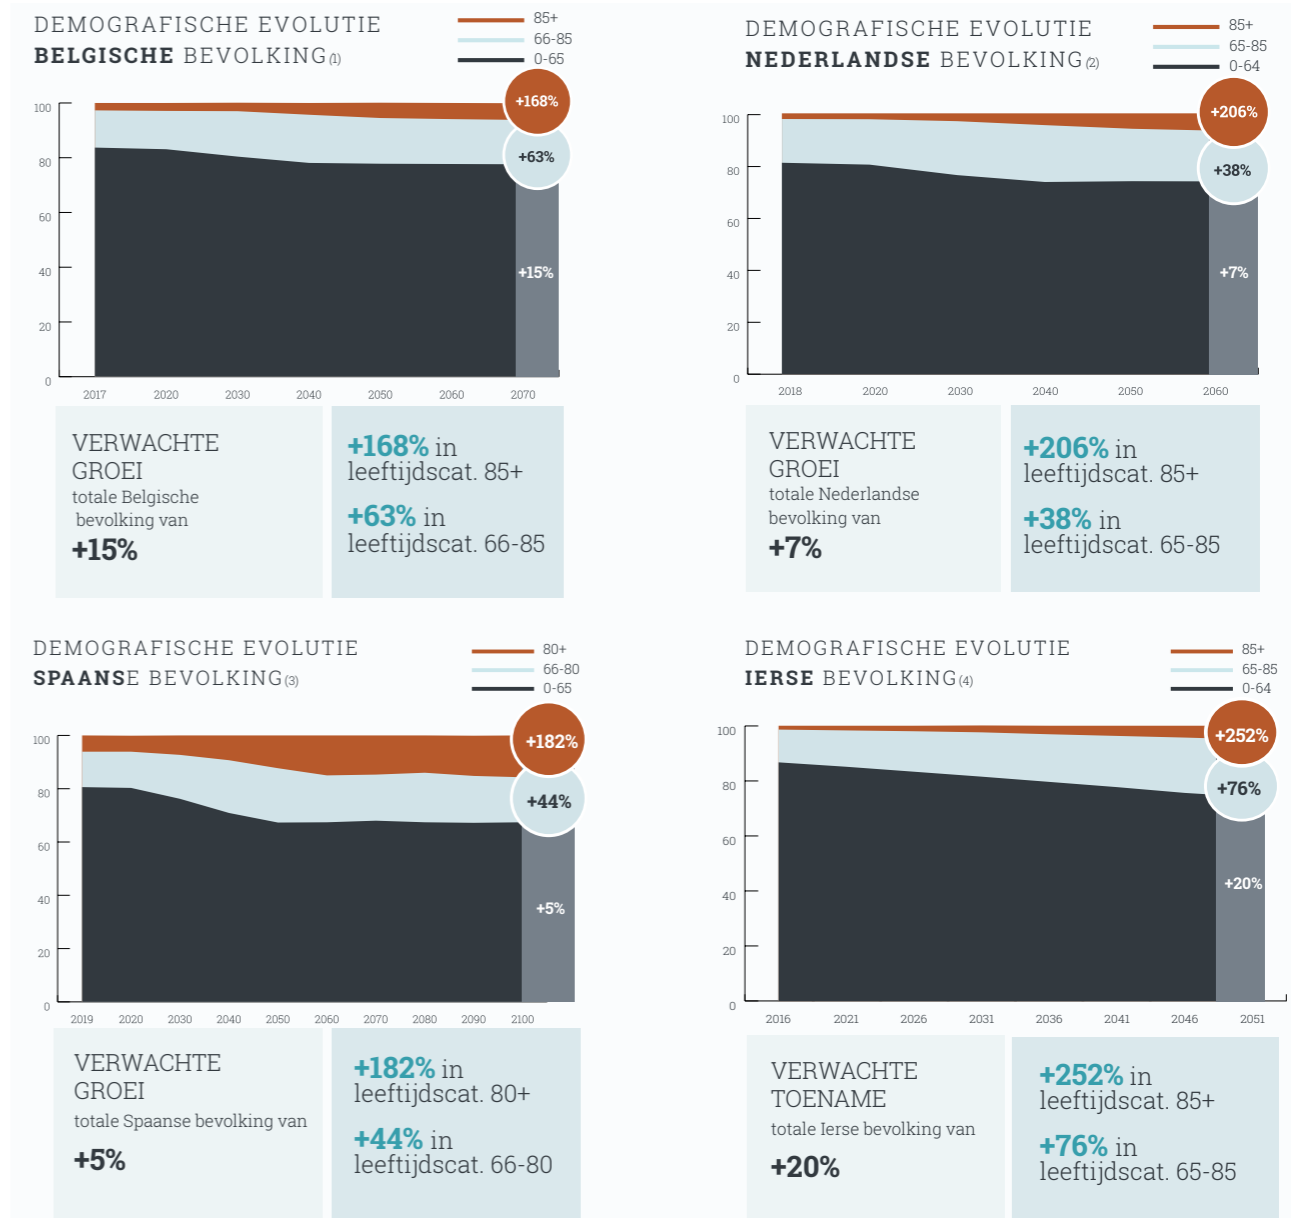 DEMOGRAFISCHE EVOLUTIE
BELGISCHE BEVOLKING(1)
85+
66-85
0-65
100
80
60
40
20
0
+168%
+63%
+15%
2017 2020 2030 2040 2050 2060 2070
VERWACHTE
GROEI
totale Belgische
bevolking van
+15%
+168% in
leeftijdscat. 85+
+63% in
leeftijdscat. 66-85
DEMOGRAFISCHE EVOLUTIE
NEDERLANDSE BEVOLKING(2)
85+
65-85
0-64
100
80
60
40
20
0
+206%
+38%
+7%
2018 2020 2030 2040 2050 2060
VERWACHTE
GROEI
totale Nederlandse
bevolking van
+7%
+206% in
leeftijdscat. 85+
+38% in
leeftijdscat. 65-85
DEMOGRAFISCHE EVOLUTIE
SPAANSE BEVOLKING(3)
80+
66-80
0-65
100
80
60
40
20
0
+182%
+44%
+5%
2019 2020 2030 2040 2050 2060 2070 2080 2090 2100
VERWACHTE
GROEI
totale Spaanse bevolking van
+5%
+182% in
leeftijdscat. 80+
+44% in
leeftijdscat. 66-80
DEMOGRAFISCHE EVOLUTIE
IERSE BEVOLKING(4)
85+
65-85
0-64
100
80
60
40
20
0
+252%
+76%
+20%
2016 2021 2026 2031 2036 2041 2046 2051
VERWACHTE
TOENAME
totale Ierse bevolking van
+20%
+252% in
leeftijdscat. 85+
+76% in
leeftijdscat. 65-85